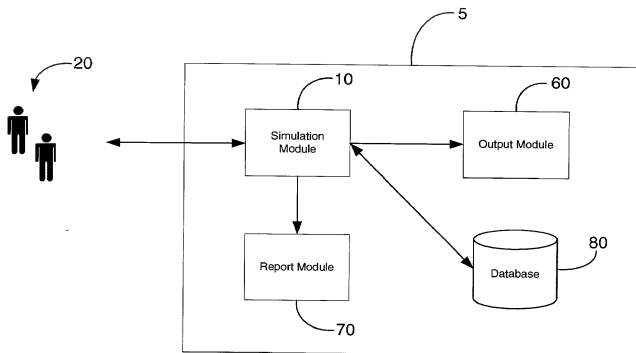 5
20
10
60
Simulation
Module
Output Module
Report Module
Database
80
70